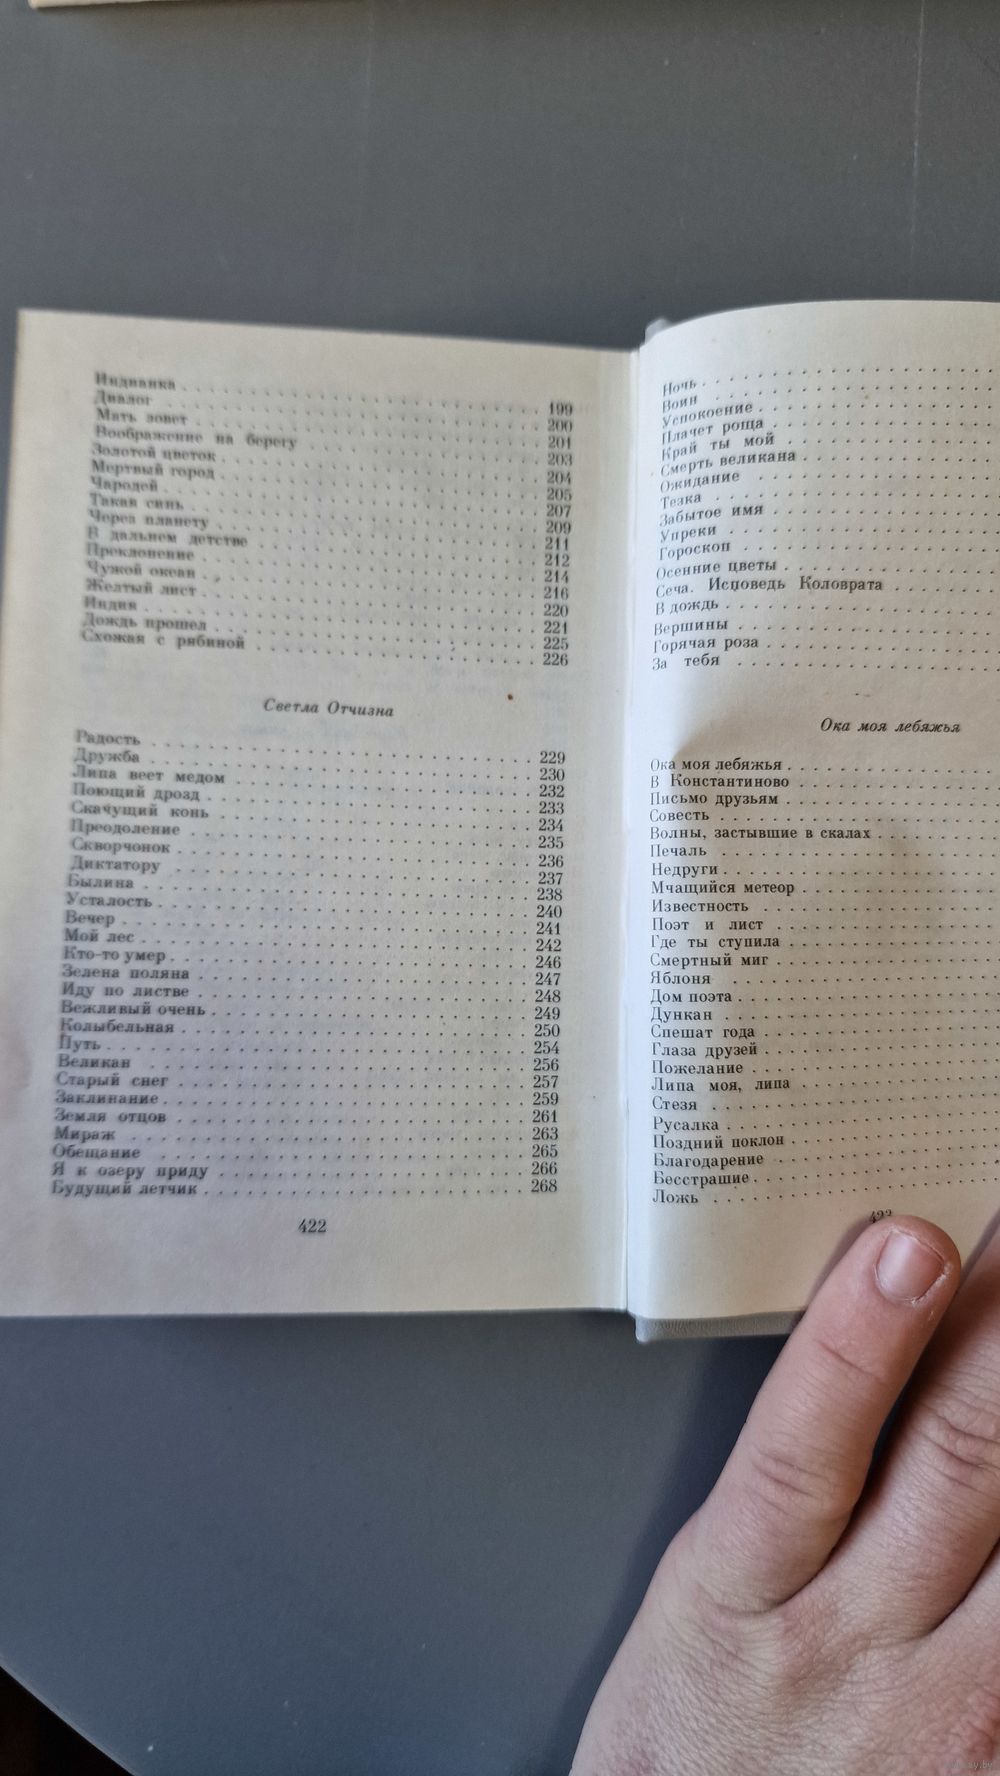 Индианка . . . . . . . . . . 199
Диалог . . . . . . . . . . 200
Мать зовет . . . . . . . . . . 201
Воображение на берегу . . . . . . . . . . 203
Золотой цветок . . . . . . . . . . 204
Мертвый город . . . . . . . . . . 205
Чародей . . . . . . . . . . 207
Такая синь . . . . . . . . . . 209
Через планету . . . . . . . . . . 211
В дальнем детстве . . . . . . . . . . 212
Преклонение . . . . . . . . . . 214
Чужой океан . . . . . . . . . . 216
Желтый лист . . . . . . . . . . 220
Индия . . . . . . . . . . 221
Дождь прошел . . . . . . . . . . 225
Схожая с рябиной . . . . . . . . . . 226
Светла Отчизна
Радость . . . . . . . . . . 229
Дружба . . . . . . . . . . 230
Липа веет медом . . . . . . . . . . 232
Поющий дрозд . . . . . . . . . . 233
Скачущий конь . . . . . . . . . . 234
Преодоление . . . . . . . . . . 235
Скворчонок . . . . . . . . . . 236
Диктатору . . . . . . . . . . 237
Былина . . . . . . . . . . 238
Усталость . . . . . . . . . . 240
Вечер . . . . . . . . . . 241
Мой лес . . . . . . . . . . 242
Кто-то умер . . . . . . . . . . 246
Зелена поляна . . . . . . . . . . 247
Иду по листве . . . . . . . . . . 248
Вежливый очень . . . . . . . . . . 249
Колыбельная . . . . . . . . . . 250
Путь . . . . . . . . . . 254
Великан . . . . . . . . . . 256
Старый снег . . . . . . . . . . 257
Заклинание . . . . . . . . . . 259
Земля отцов . . . . . . . . . . 261
Мираж . . . . . . . . . . 263
Обещание . . . . . . . . . . 265
Я к озеру приду . . . . . . . . . . 266
Будущий летчик . . . . . . . . . . 268
422
Ночь . . . . . . . . . .
Воин . . . . . . . . . .
Успокоение . . . . . . . . . .
Плачет роща . . . . . . . . . .
Край ты мой . . . . . . . . . .
Смерть великана . . . . . . . . . .
Ожидание . . . . . . . . . .
Тезка . . . . . . . . . .
Забытое имя . . . . . . . . . .
Упреки . . . . . . . . . .
Гороскоп . . . . . . . . . .
Осенние цветы . . . . . . . . . .
Сеча. Исповедь Коловрата . . . . . . .
В дождь . . . . . . . . . .
Вершины . . . . . . . . . .
Горячая роза . . . . . . . . . .
За тебя . . . . . . . . . .
Ока моя лебяжья
Ока моя лебяжья . . . . . . . . . .
В Константиново . . . . . . . . . .
Письмо друзьям . . . . . . . . . .
Совесть . . . . . . . . . .
Волны, застывшие в скалах . . . . . . .
Печаль . . . . . . . . . .
Недруги . . . . . . . . . .
Мчащийся метеор . . . . . . . . . .
Известность . . . . . . . . . .
Поэт и лист . . . . . . . . . .
Где ты ступила . . . . . . . . . .
Смертный миг . . . . . . . . . .
Яблоня . . . . . . . . . .
Дом поэта . . . . . . . . . .
Дункан . . . . . . . . . .
Спешат года . . . . . . . . . .
Глаза друзей . . . . . . . . . .
Пожелание . . . . . . . . . .
Липа моя, липа . . . . . . . . . .
Стезя . . . . . . . . . .
Русалка . . . . . . . . . .
Поздний поклон . . . . . . . . . .
Благодарение . . . . . . . . . .
Бесстрашие . . . . . . . . . .
Ложь . . . . . . . . . .
423